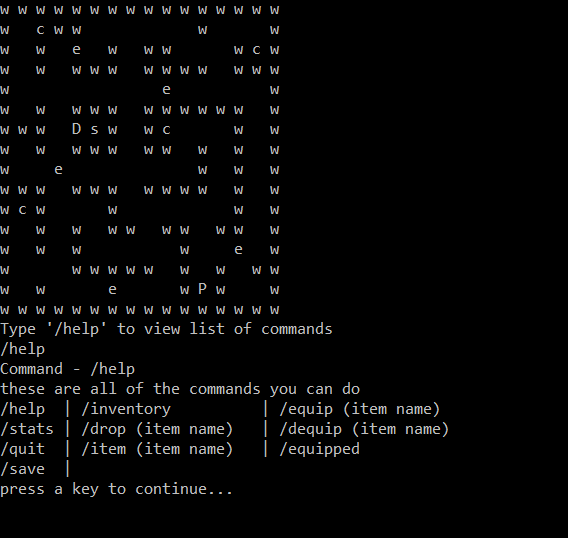 w w w w w w w w w w w w w w w w
w   c w w             w       w
w   w   e   w   w w       w c w
w   w   w w w   w w w w   w w w
w                 e           w
w   w   w w w   w w w w w w   w
w w w   D s w   w c       w   w
w   w   w w w   w w   w   w   w
w     e               w   w   w
w w w   w w w   w w w w   w   w
w c w       w             w   w
w   w   w   w w   w w   w w   w
w   w   w           w     e   w
w       w w w w w   w   w   w w
w   w       e       w P w     w
w w w w w w w w w w w w w w w w
Type '/help' to view list of commands
/help
Command - /help
these are all of the commands you can do
/help  | /inventory          | /equip (item name)
/stats | /drop (item name)   | /dequip (item name)
/quit  | /item (item name)   | /equipped
/save  |
press a key to continue...